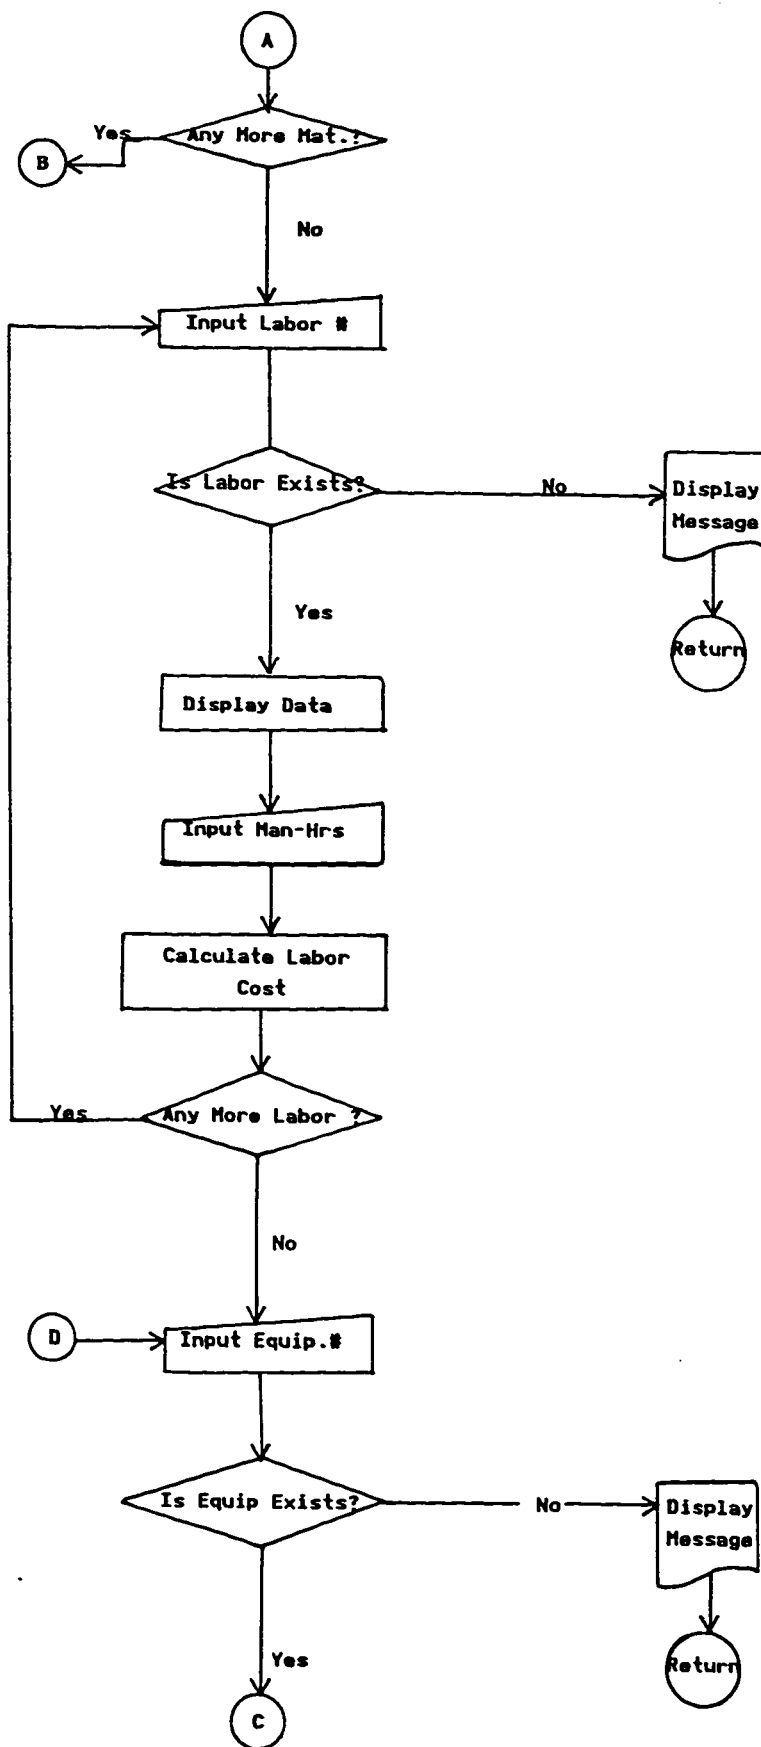 A
Any More Mat.?
Yes
B
No
Input Labor #
Is Labor Exists?
No
Display
Message
Return
Yes
Display Data
Input Man-Hrs
Calculate Labor
Cost
Any More Labor ?
Yes
No
D
Input Equip.#
Is Equip Exists?
No
Display
Message
Return
Yes
C